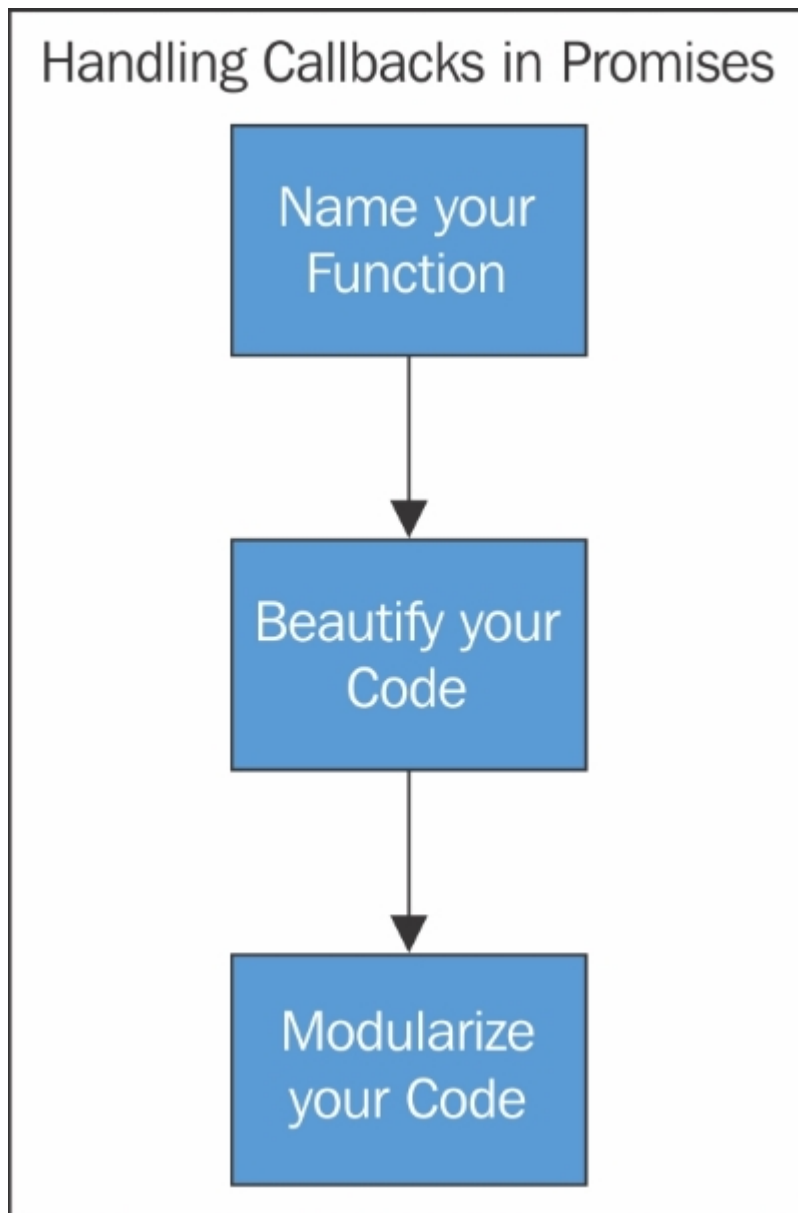 Handling Callbacks in Promises
Name your
Function
Beautify your
Code
Modularize
your Code